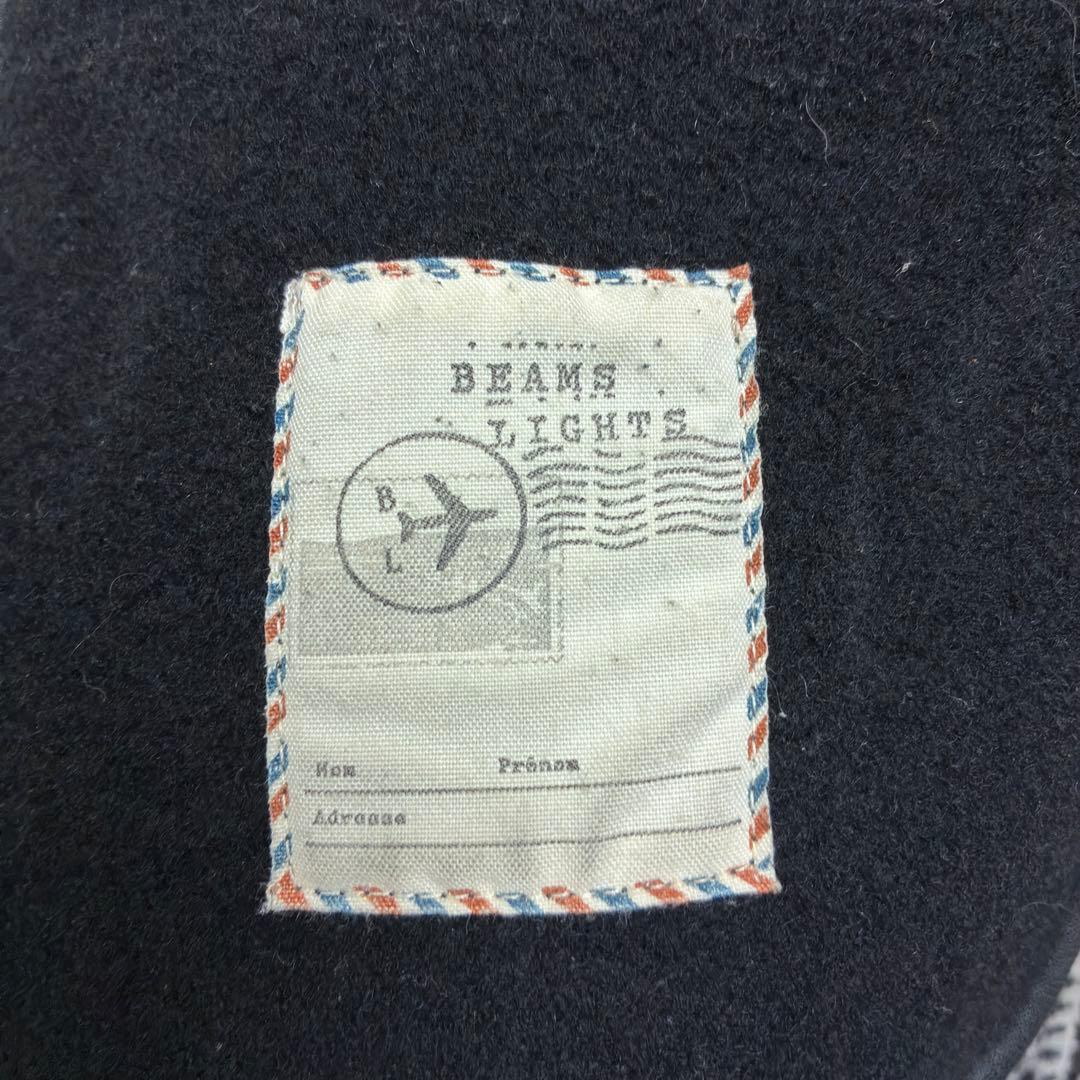 BEAMS
LIGHTS
B
L
Nom Prénom
Adresse